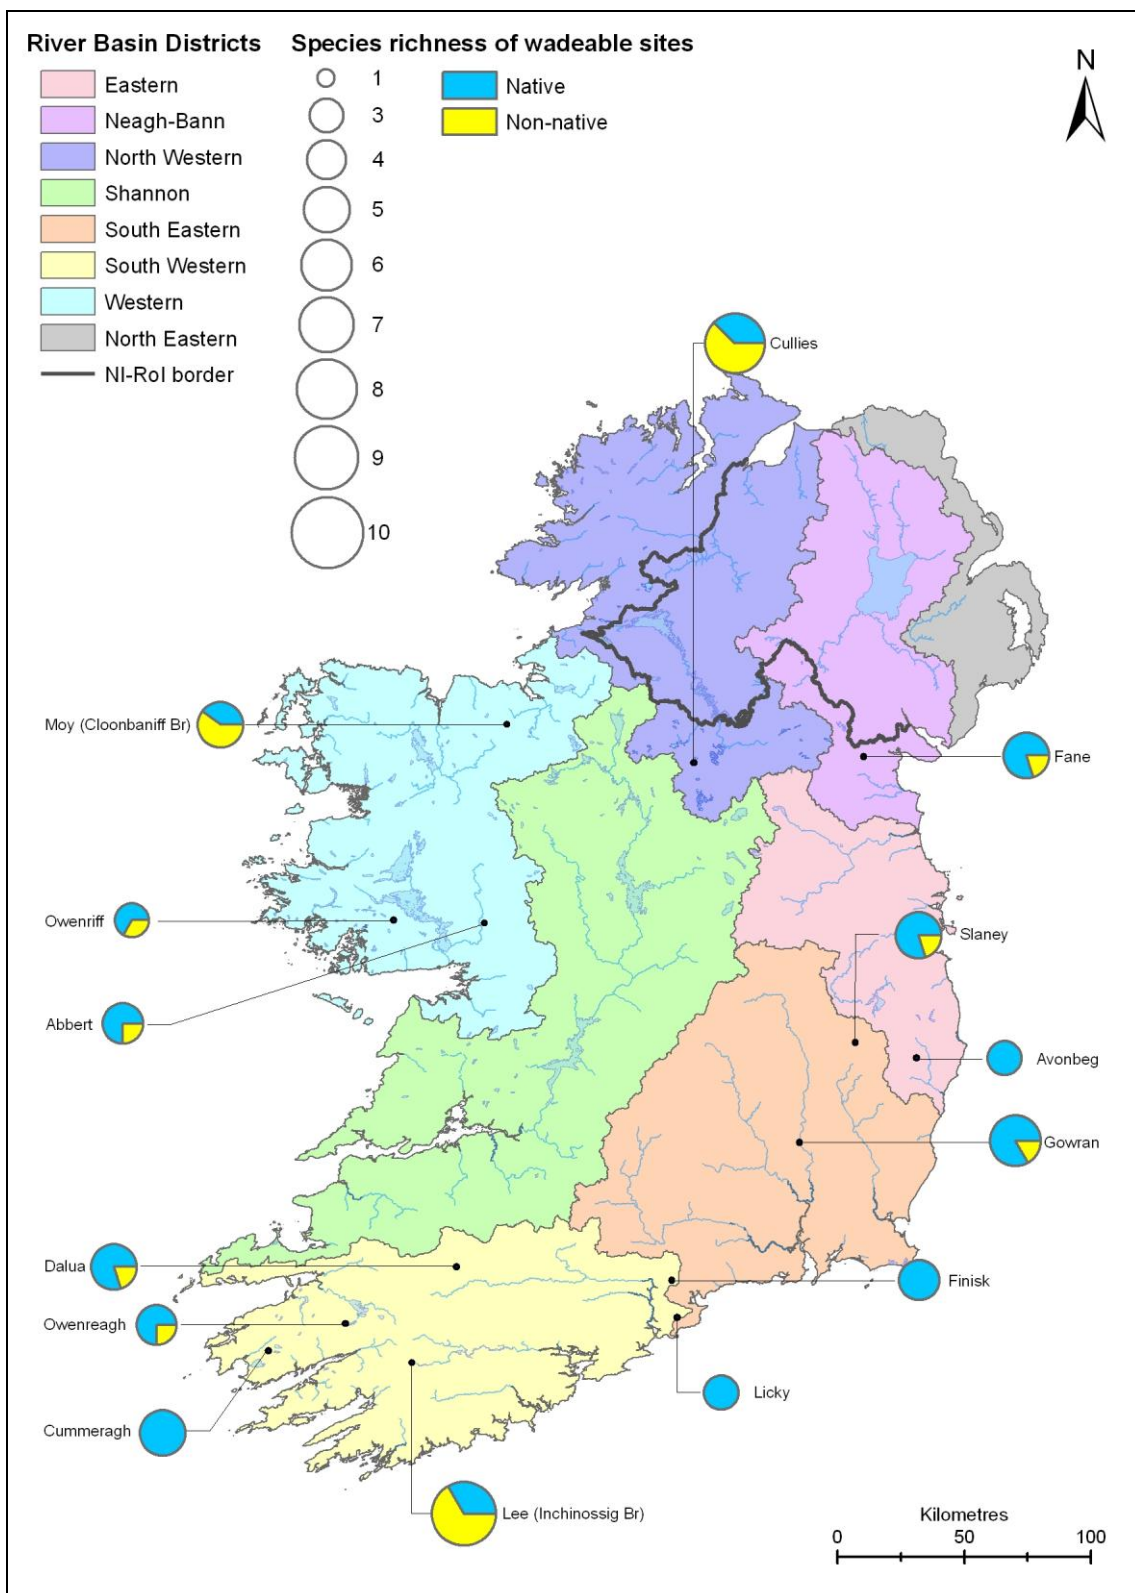 River Basin Districts
Eastern
Neagh-Bann
North Western
Shannon
South Eastern
South Western
Western
North Eastern
NI-RoI border
Species richness of wadeable sites
1
3
4
5
6
7
8
9
10
Native
Non-native
N
Cullies
Moy (Cloonbaniff Br)
Fane
Owenriff
Slaney
Abbert
Avonbeg
Gowran
Dalua
Finisk
Owenreagh
Licky
Cummeragh
Lee (Inchinossig Br)
Kilometres
0 50 100